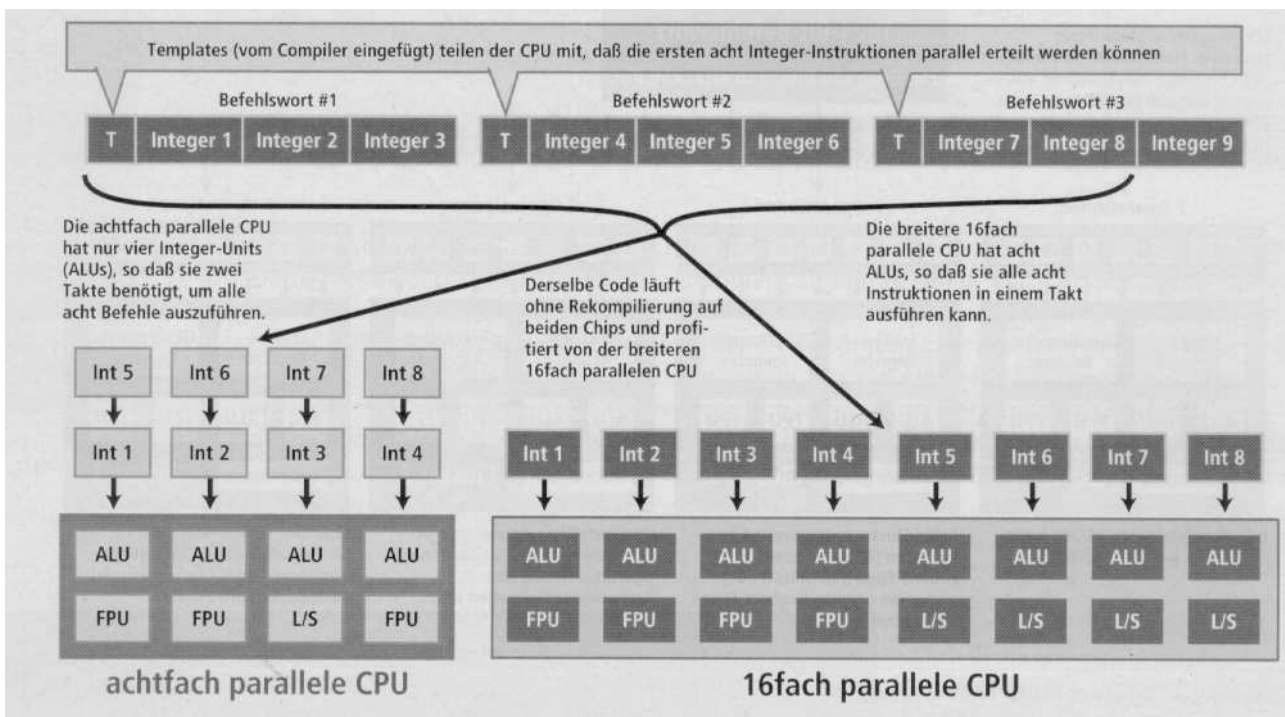 Templates (vom Compiler eingefügt) teilen der CPU mit, daß die ersten acht Integer-Instruktionen parallel erteilt werden können
Befehlswort #1
Befehlswort #2
Befehlswort #3
T Integer 1 Integer 2 Integer 3
T Integer 4 Integer 5 Integer 6
T Integer 7 Integer 8 Integer 9
Die achtfach parallele CPU
hat nur vier Integer-Units
(ALUs), so daß sie zwei
Takte benötigt, um alle
acht Befehle auszuführen.
Derselbe Code läuft
ohne Rekompilierung auf
beiden Chips und profi-
tiert von der breiteren
16fach parallelen CPU
Die breitere 16fach
parallele CPU hat acht
ALUs, so daß sie alle acht
Instruktionen in einem Takt
ausführen kann.
Int 5 Int 6 Int 7 Int 8
Int 1 Int 2 Int 3 Int 4
ALU ALU ALU ALU
FPU FPU L/S FPU
achtfach parallele CPU
Int 1 Int 2 Int 3 Int 4 Int 5 Int 6 Int 7 Int 8
ALU ALU ALU ALU ALU ALU ALU ALU
FPU FPU FPU FPU L/S L/S L/S L/S
16fach parallele CPU